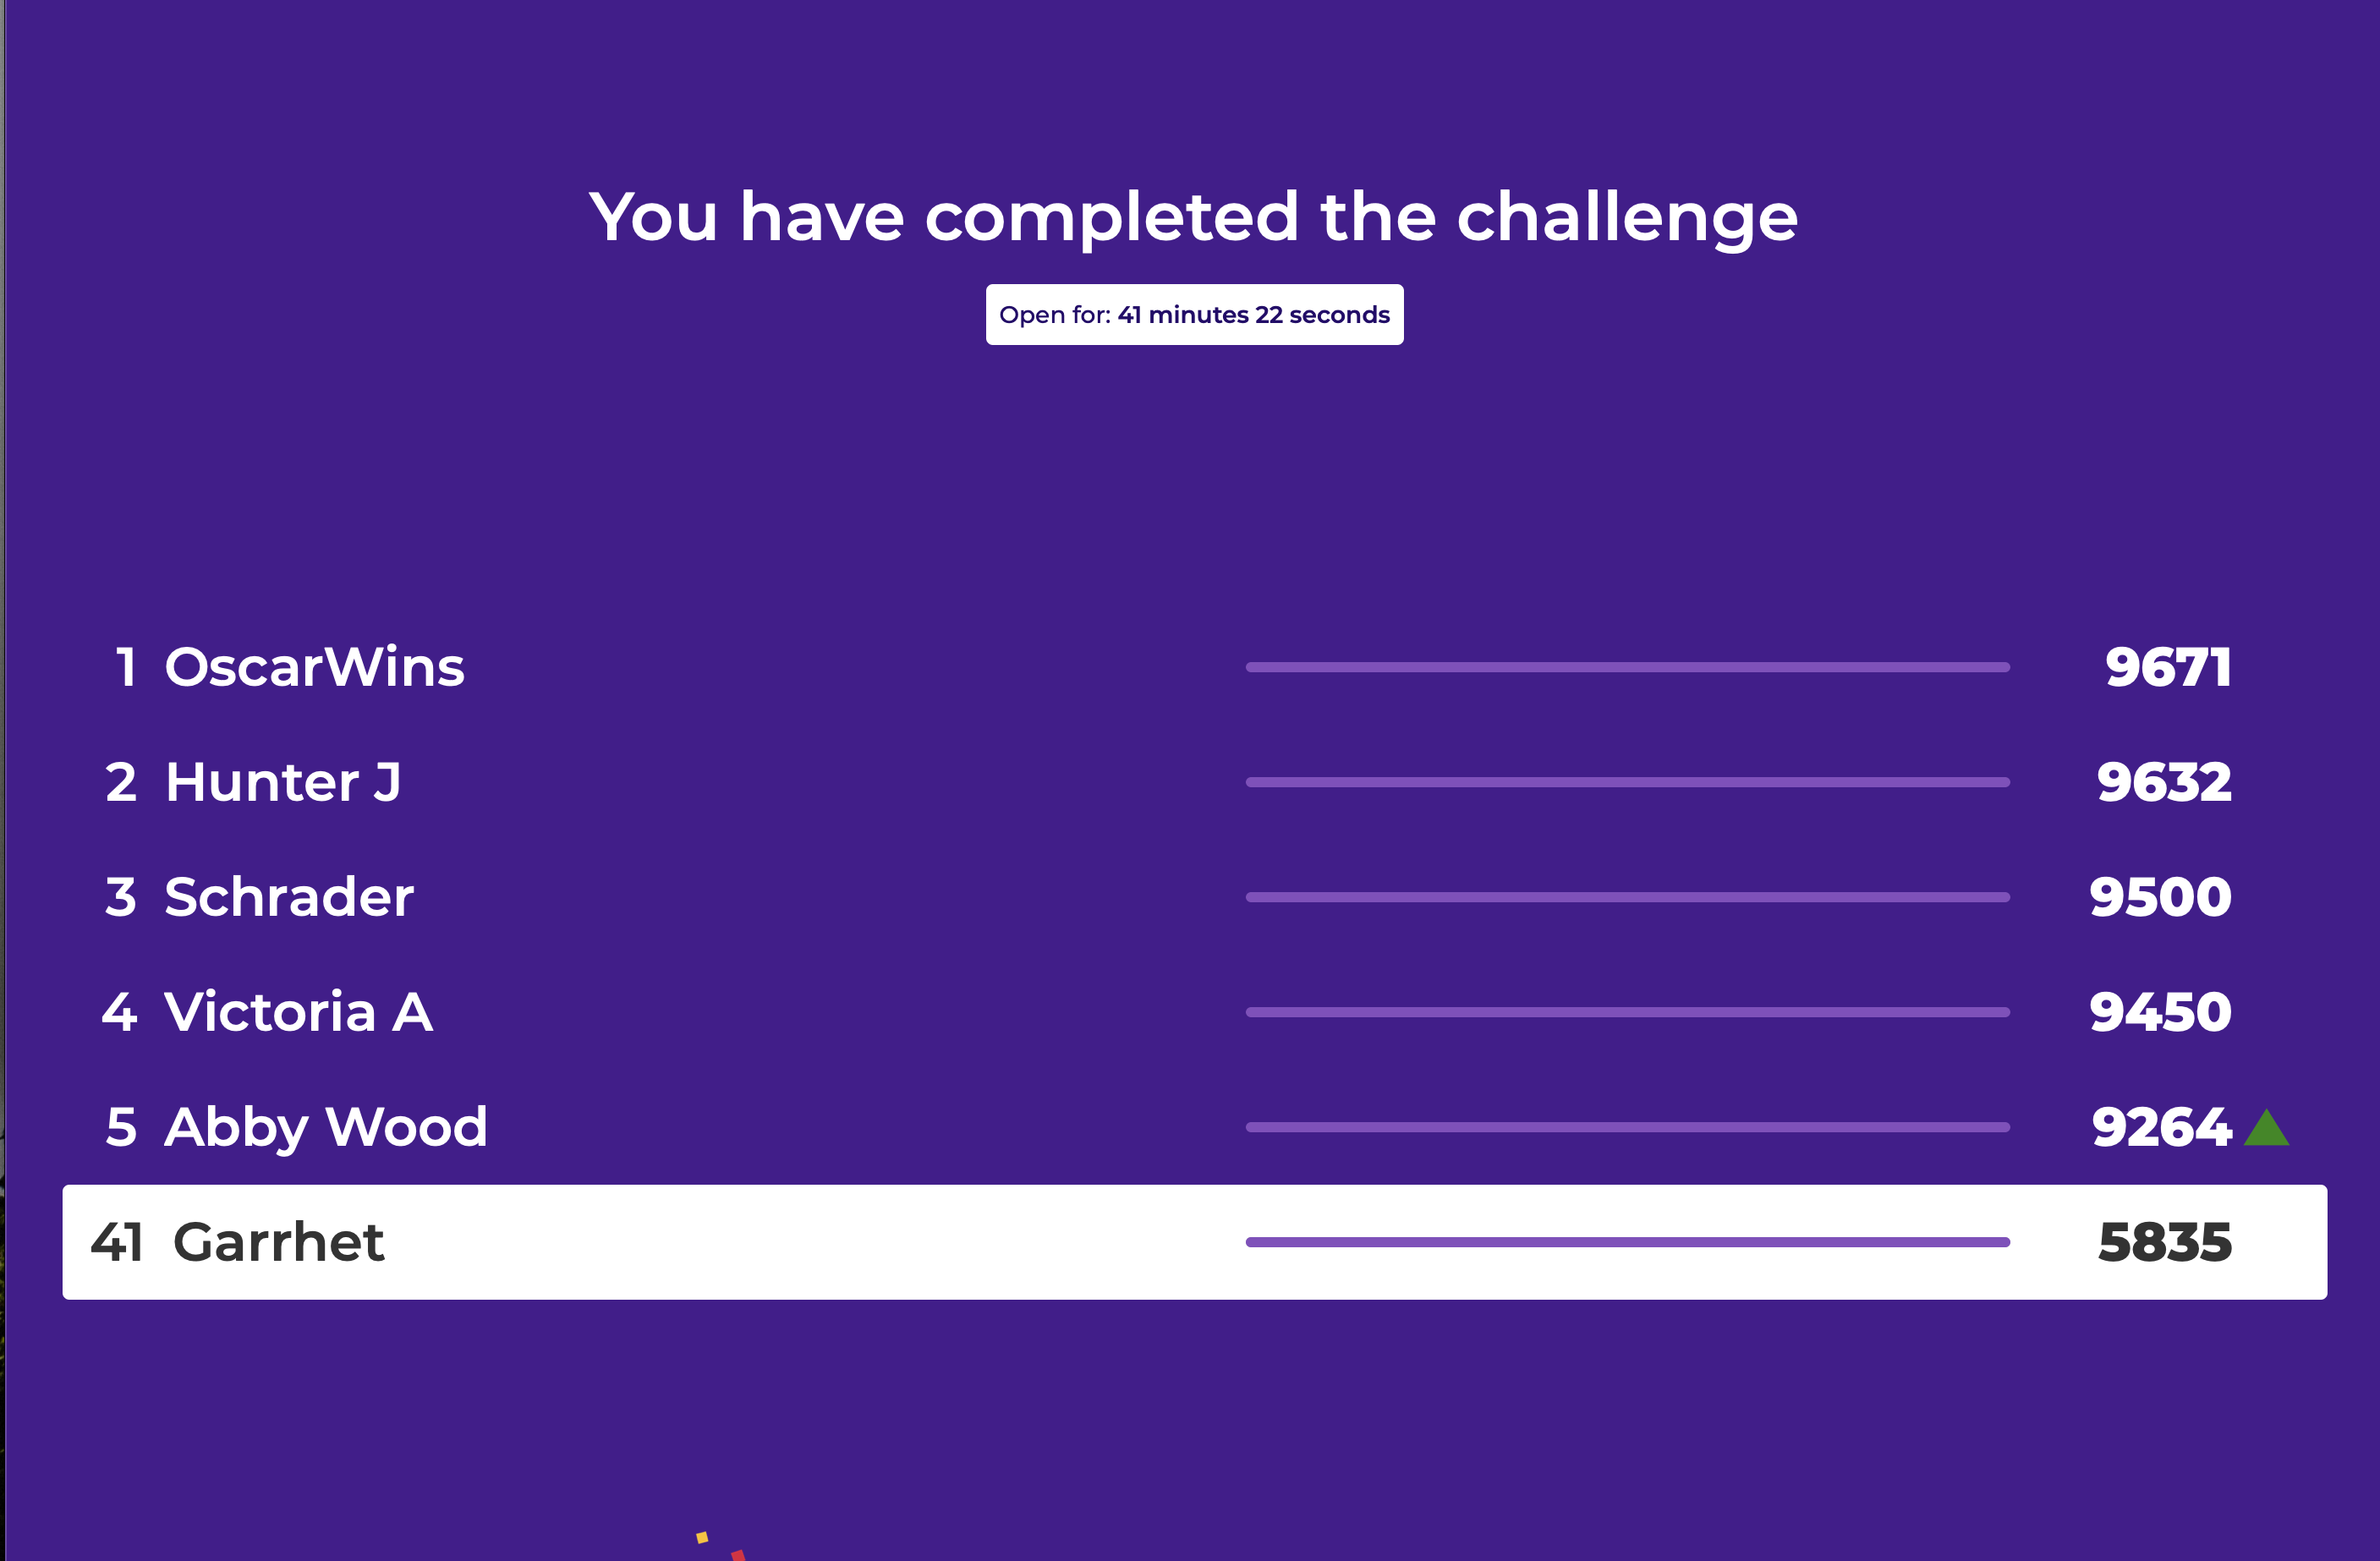 You have completed the challenge
Open for: 41 minutes 22 seconds
1 OscarWins 9671
2 Hunter J 9632
3 Schrader 9500
4 Victoria A 9450
5 Abby Wood 9264
41 Garrhet 5835